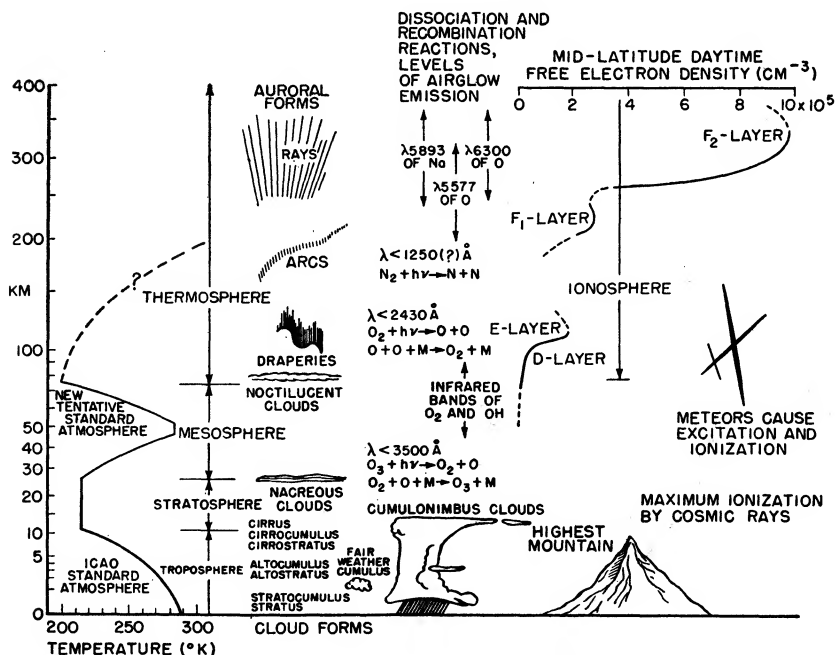 DISSOCIATION AND
RECOMBINATION
REACTIONS,
LEVELS
OF AIRGLOW
EMISSION
MID-LATITUDE DAYTIME
FREE ELECTRON DENSITY (CM⁻³)
0 2 4 6 8 10 x 10⁵
400
300
200
KM
100
50
40
30
20
10
5
0
AURORAL
FORMS
RAYS
ARCS
DRAPERIES
NOCTILUCENT
CLOUDS
NACREOUS
CLOUDS
THERMOSPHERE
?
MESOSPHERE
STRATOSPHERE
TROPOSPHERE
NEW
TENTATIVE
STANDARD
ATMOSPHERE
ICAO
STANDARD
ATMOSPHERE
CIRRUS
CIRROCUMULUS
CIRROSTRATUS
ALTOCUMULUS
ALTOSTRATUS
STRATOCUMULUS
STRATUS
FAIR
WEATHER
CUMULUS
CUMULONIMBUS CLOUDS
λ5893
OF Na
λ6300
OF O
λ5577
OF O
λ<1250(?)Å
N₂+hν→N+N
λ<2430Å
O₂+hν→O+O
O+O+M→O₂+M
INFRARED
BANDS OF
O₂ AND OH
λ<3500Å
O₃+hν→O₂+O
O₂+O+M→O₃+M
F₂-LAYER
F₁-LAYER
IONOSPHERE
E-LAYER
D-LAYER
METEORS CAUSE
EXCITATION AND
IONIZATION
MAXIMUM IONIZATION
BY COSMIC RAYS
HIGHEST
MOUNTAIN
200 250 300
CLOUD FORMS
TEMPERATURE (°K)